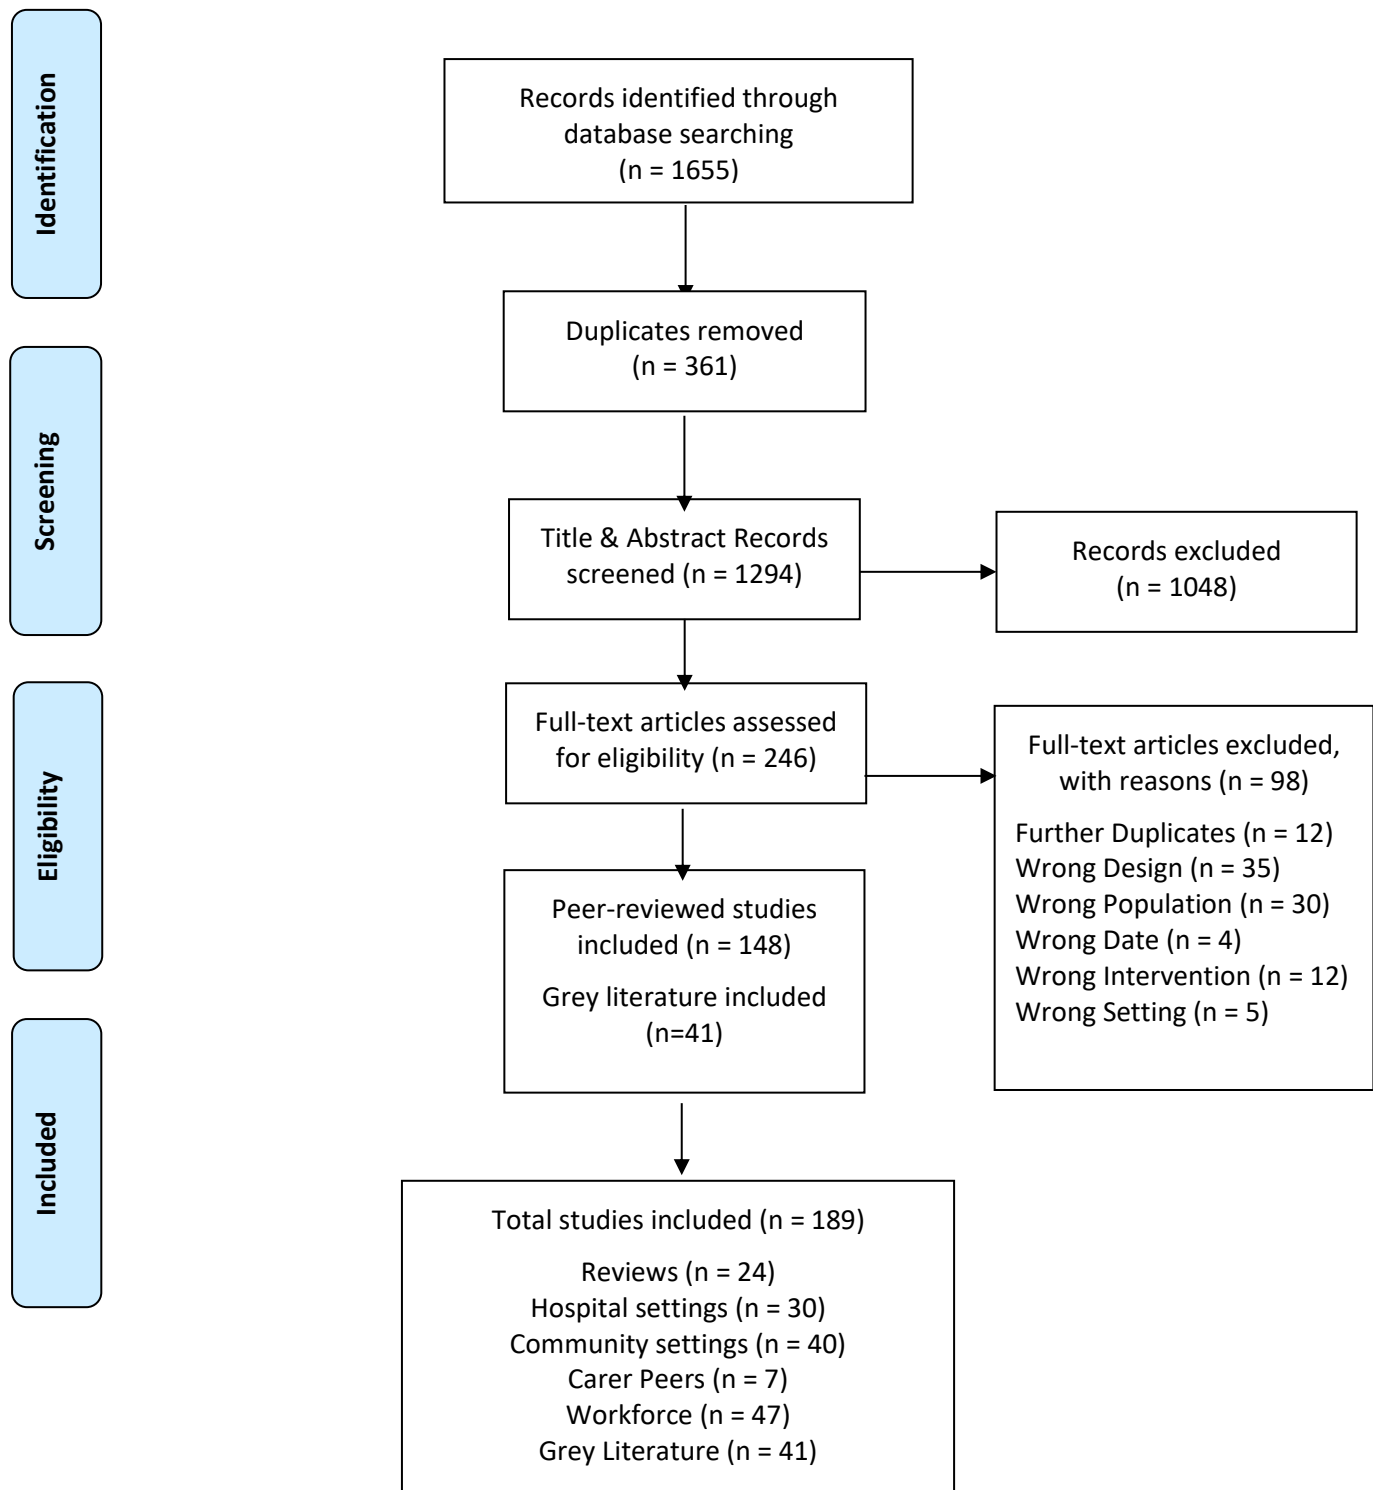 Identification
Records identified through
database searching
(n = 1655)
Duplicates removed
(n = 361)
Screening
Title & Abstract Records
screened (n = 1294)
Records excluded
(n = 1048)
Eligibility
Full-text articles assessed
for eligibility (n = 246)
Full-text articles excluded,
with reasons (n = 98)
Further Duplicates (n = 12)
Wrong Design (n = 35)
Wrong Population (n = 30)
Wrong Date (n = 4)
Wrong Intervention (n = 12)
Wrong Setting (n = 5)
Peer-reviewed studies
included (n = 148)
Grey literature included
(n=41)
Included
Total studies included (n = 189)
Reviews (n = 24)
Hospital settings (n = 30)
Community settings (n = 40)
Carer Peers (n = 7)
Workforce (n = 47)
Grey Literature (n = 41)